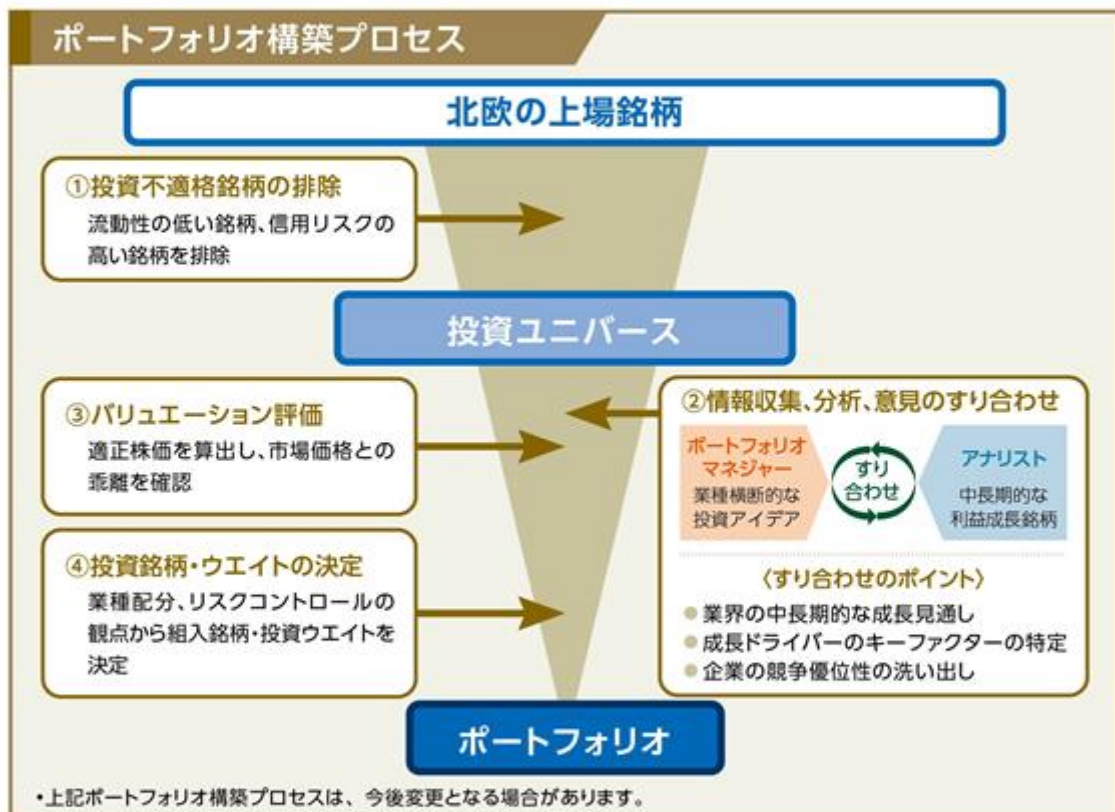 ポートフォリオ構築プロセス
北欧の上場銘柄
①投資不適格銘柄の排除
流動性の低い銘柄、信用リスクの
高い銘柄を排除
投資ユニバース
②情報収集、分析、意見のすり合わせ
ポートフォリオ
マネジャー
業種横断的な
投資アイデア
すり
合わせ
アナリスト
中長期的な
利益成長銘柄
〈すり合わせのポイント〉
●業界の中長期的な成長見通し
●成長ドライバーのキーファクターの特定
●企業の競争優位性の洗い出し
③バリュエーション評価
適正株価を算出し、市場価格との
乖離を確認
④投資銘柄・ウエイトの決定
業種配分、リスクコントロールの
観点から組入銘柄・投資ウエイトを
決定
ポートフォリオ
・上記ポートフォリオ構築プロセスは、今後変更となる場合があります。